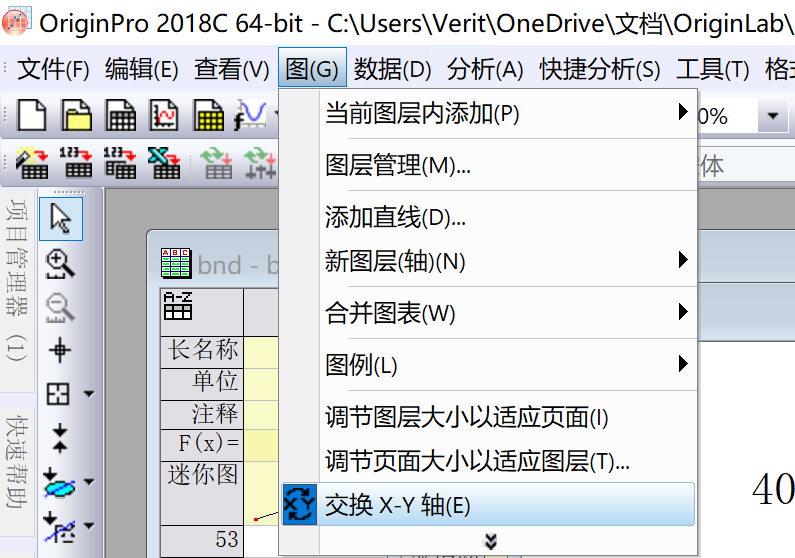 OriginPro 2018C 64-bit - C:\Users\Verit\OneDrive\文档\OriginLab\
文件(F) 编辑(E) 查看(V) 图(G) 数据(D) 分析(A) 快捷分析(S) 工具(T)
当前图层内添加(P)
0%
图层管理(M)...
体
添加直线(D)...
新图层(轴)(N)
合并图表(W)
图例(L)
调节图层大小以适应页面(I)
调节页面大小以适应图层(T)...
交换 X-Y 轴(E)
项目管理器 (1)
快速帮助
bnd - b
长名称
单位
注释
F(x)=
迷你图
53
40